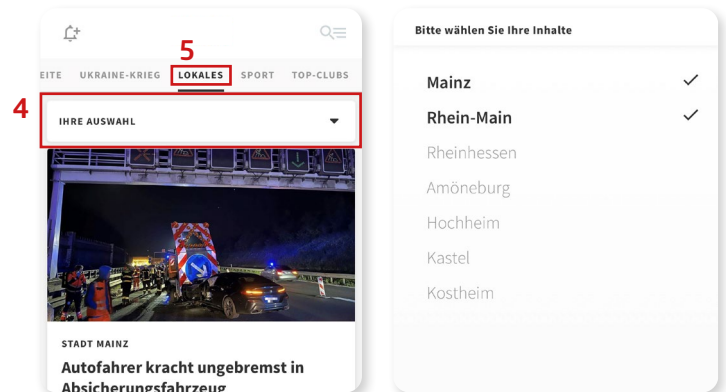 5
EITE UKRAINE-KRIEG LOKALES SPORT TOP-CLUBS
4
IHRE AUSWAHL
STADT MAINZ
Autofahrer kracht ungebremst in
Absicherungsfahrzeug
Bitte wählen Sie Ihre Inhalte
Mainz
Rhein-Main
Rheinhessen
Amöneburg
Hochheim
Kastel
Kostheim